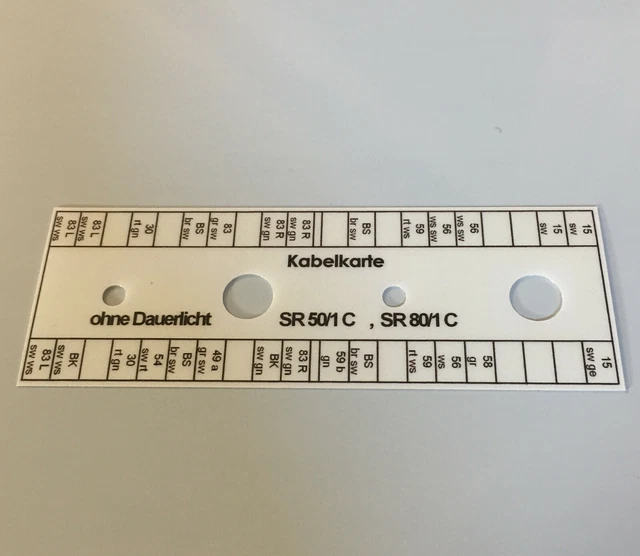 83 L
sw ws
83 L
sw ws
30
rt gn
BS
br sw
83
gr sw
83 R
sw gn
83 R
sw gn
BS
br sw
59
rt ws
56
sw ws
56
ws sw
15
sw
15
sw
Kabelkarte
ohne Dauerlicht SR 50/1 C , SR 80/1 C
83 L
sw ws
BK
sw ws
30
rt gn
54
sw rt
BS
br sw
49 a
gr sw
BK
sw gn
83 R
sw gn
59 b
gn
BS
br sw
59
rt ws
56
ws
58
gr
15
sw ge